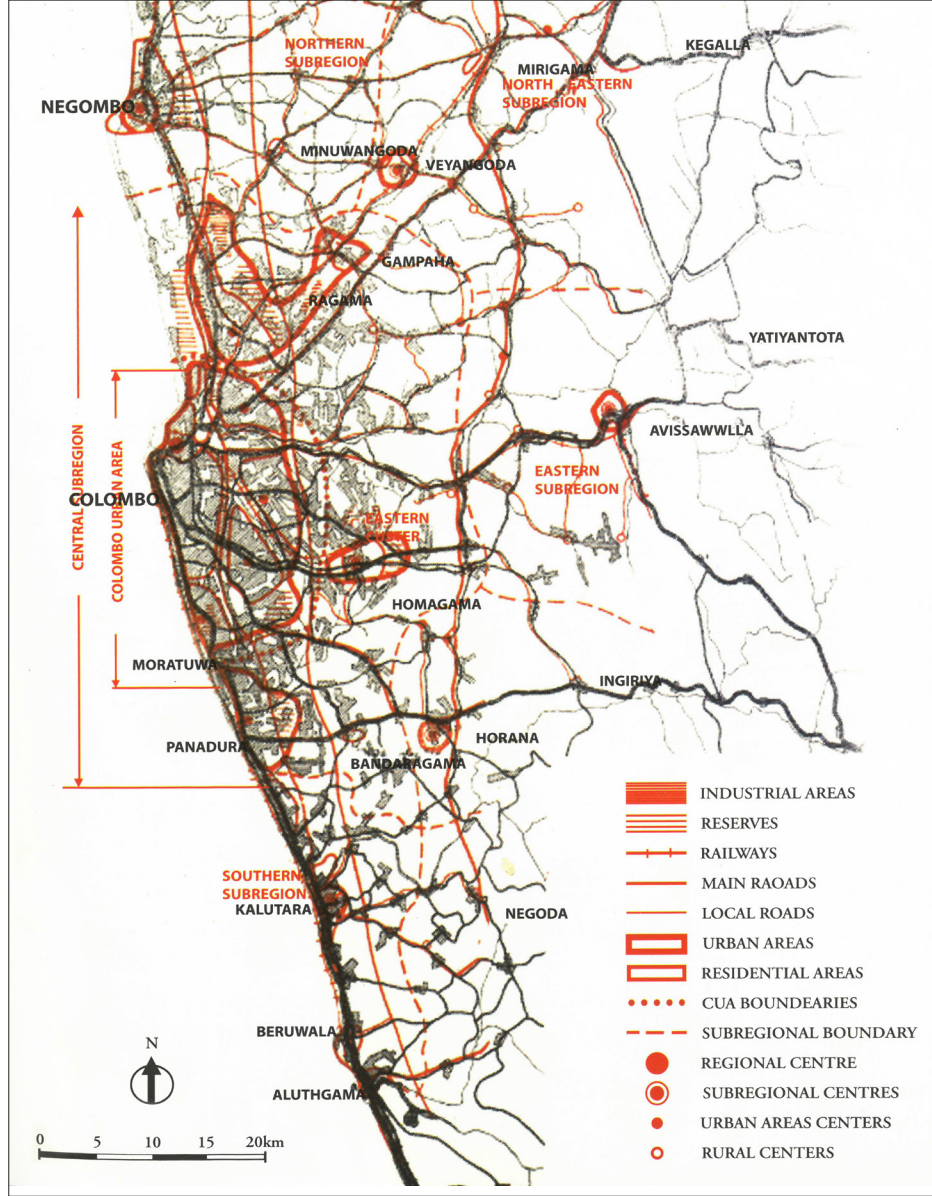 KEGALLA
NORTHERN
SUBREGION
MIRIGAMA
NORTH EASTERN
SUBREGION
NEGOMBO
MINUWANGODA
VEYANGODA
GAMPAHA
RAGAMA
YATIYANTOTA
AVISSAWWLLA
CENTRAL SUBREGION
COLOMBO UREUN AREA
EASTERN
SUBREGION
COLOMBO
EASTERN
HOMAGAMA
MORATUWA
INGIRIYA
PANADURA
HORANA
BANDARAGAMA
SOUTHERN
SUBREGION
KALUTARA
NEGODA
BERUWALA
ALUTHGAMA
INDUSTRIAL AREAS
RESERVES
RAILWAYS
MAIN RAOADS
LOCAL ROADS
URBAN AREAS
RESIDENTIAL AREAS
CUA BOUNDEARIES
SUBREGIONAL BOUNDARY
REGIONAL CENTRE
SUBREGIONAL CENTRES
URBAN AREAS CENTERS
RURAL CENTERS
N
0 5 10 15 20km